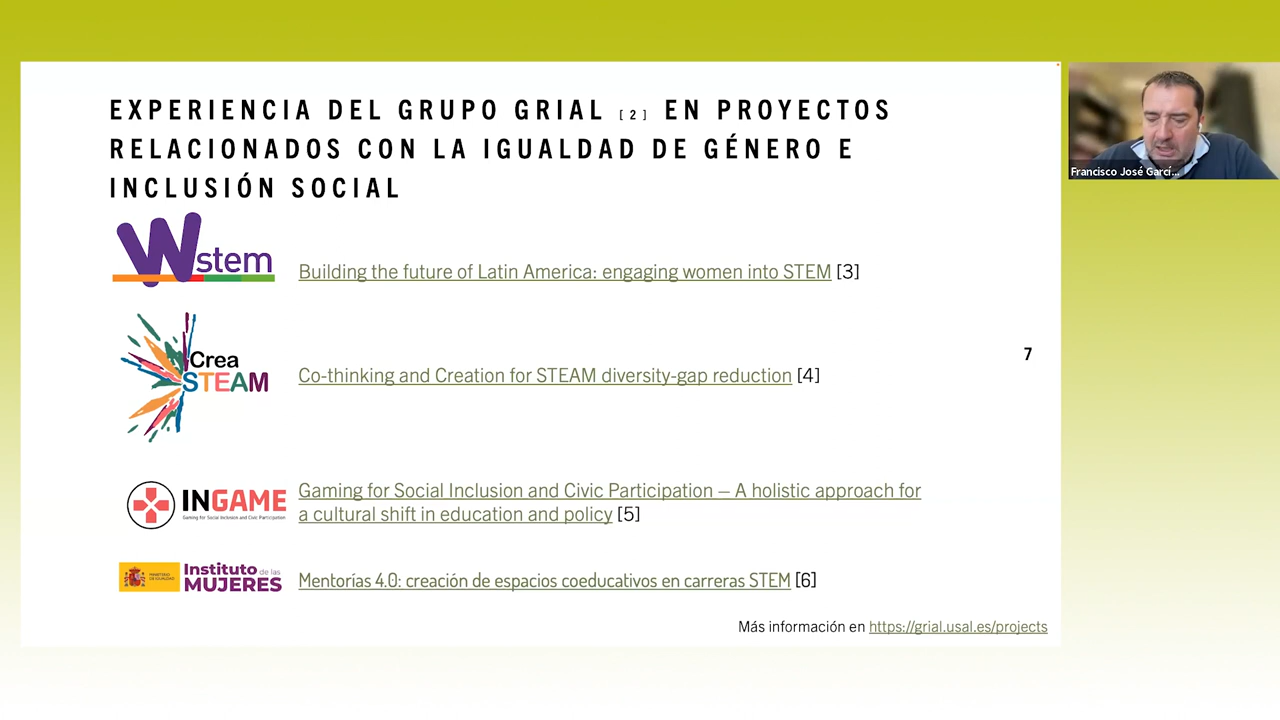 EXPERIENCIA DEL GRUPO GRIAL [2] EN PROYECTOS
RELACIONADOS CON LA IGUALDAD DE GÉNERO E
INCLUSIÓN SOCIAL
Francisco José Garcí...
Wstem
Building the future of Latin America: engaging women into STEM [3]
Crea
STEAM
Co-thinking and Creation for STEAM diversity-gap reduction [4]
7
INGAME
Gaming for Social Inclusion and Civic Participation
Gaming for Social Inclusion and Civic Participation – A holistic approach for
a cultural shift in education and policy [5]
MINISTERIO
DE IGUALDAD
Instituto de las
MUJERES
Mentorías 4.0: creación de espacios coeducativos en carreras STEM [6]
Más información en https://grial.usal.es/projects